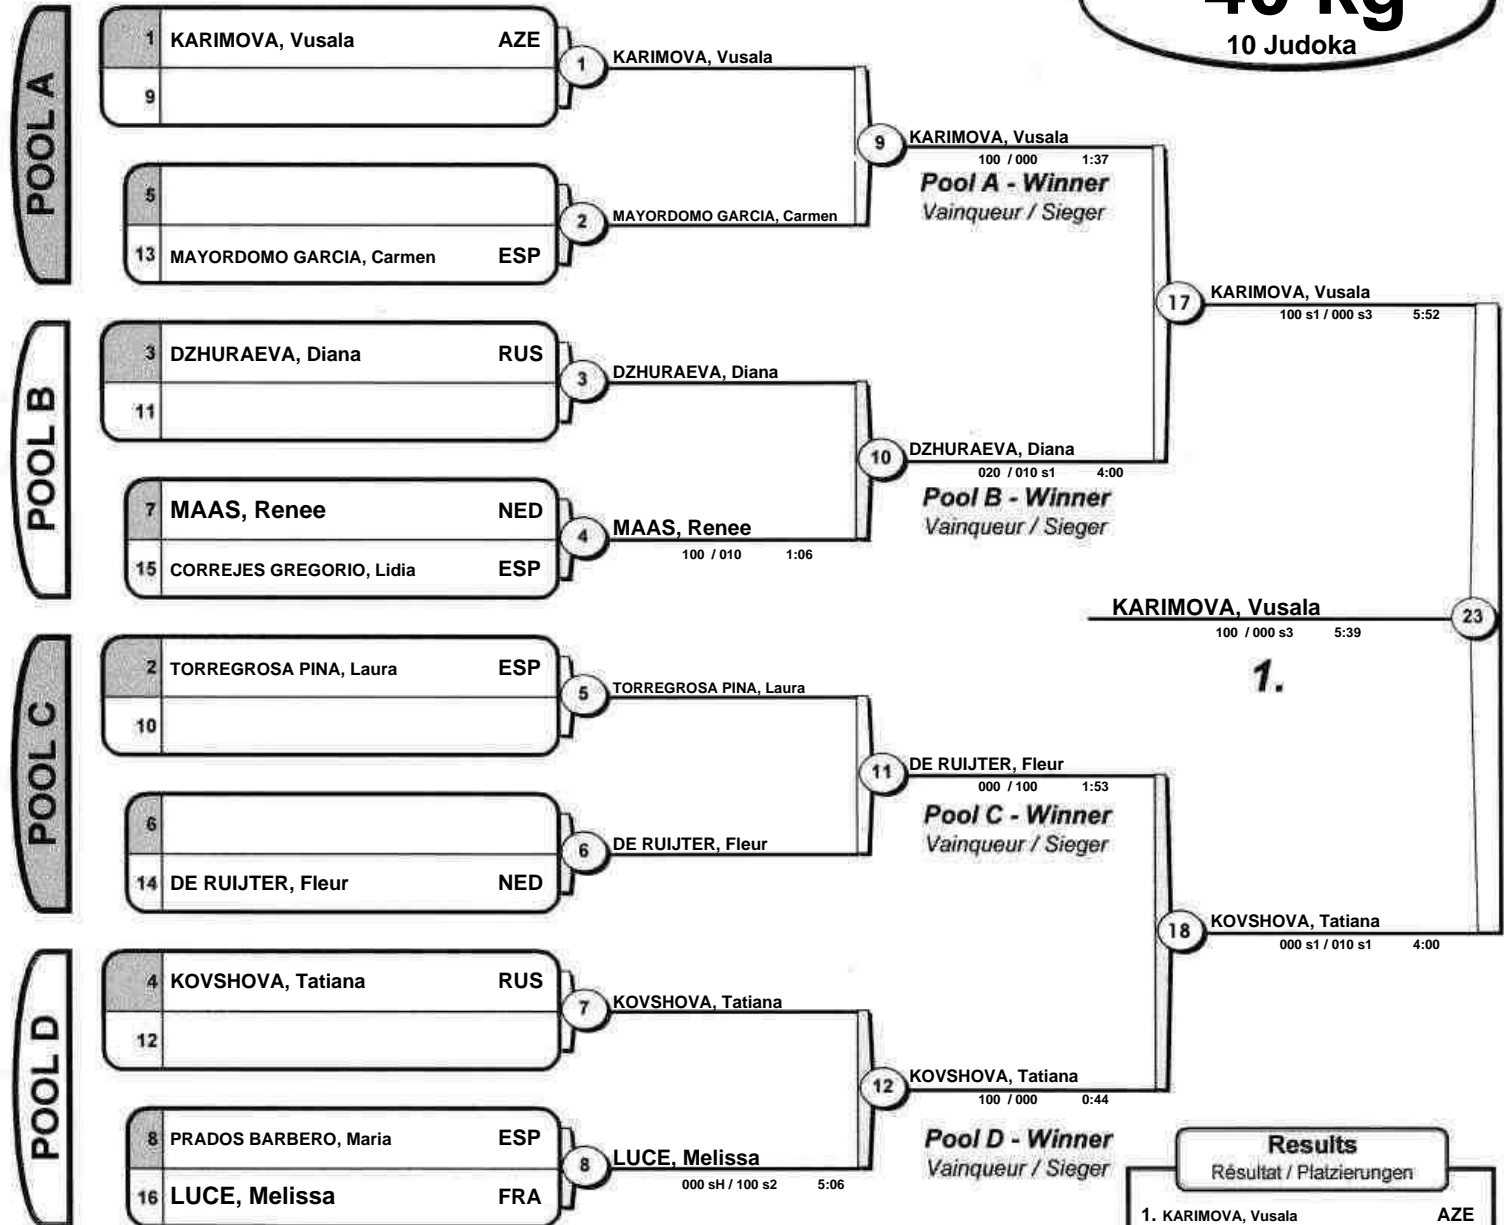 40 kg
10 Judoka
POOL A
1 KARIMOVA, Vusala AZE
9
5
13 MAYORDOMO GARCIA, Carmen ESP
1 KARIMOVA, Vusala
2 MAYORDOMO GARCIA, Carmen
9 KARIMOVA, Vusala
100 / 000 1:37
Pool A - Winner
Vainqueur / Sieger
POOL B
3 DZHURAEVA, Diana RUS
11
7 MAAS, Renee NED
15 CORREJES GREGORIO, Lidia ESP
3 DZHURAEVA, Diana
4 MAAS, Renee
100 / 010 1:06
10 DZHURAEVA, Diana
020 / 010 s1 4:00
Pool B - Winner
Vainqueur / Sieger
17 KARIMOVA, Vusala
100 s1 / 000 s3 5:52
KARIMOVA, Vusala 23
100 / 000 s3 5:39
1.
POOL C
2 TORREGROSA PINA, Laura ESP
10
6
14 DE RUIJTER, Fleur NED
5 TORREGROSA PINA, Laura
6 DE RUIJTER, Fleur
11 DE RUIJTER, Fleur
000 / 100 1:53
Pool C - Winner
Vainqueur / Sieger
18 KOVSHOVA, Tatiana
000 s1 / 010 s1 4:00
POOL D
4 KOVSHOVA, Tatiana RUS
12
8 PRADOS BARBERO, Maria ESP
16 LUCE, Melissa FRA
7 KOVSHOVA, Tatiana
8 LUCE, Melissa
000 sH / 100 s2 5:06
12 KOVSHOVA, Tatiana
100 / 000 0:44
Pool D - Winner
Vainqueur / Sieger
Results
Résultat / Platzierungen
1. KARIMOVA, Vusala AZE